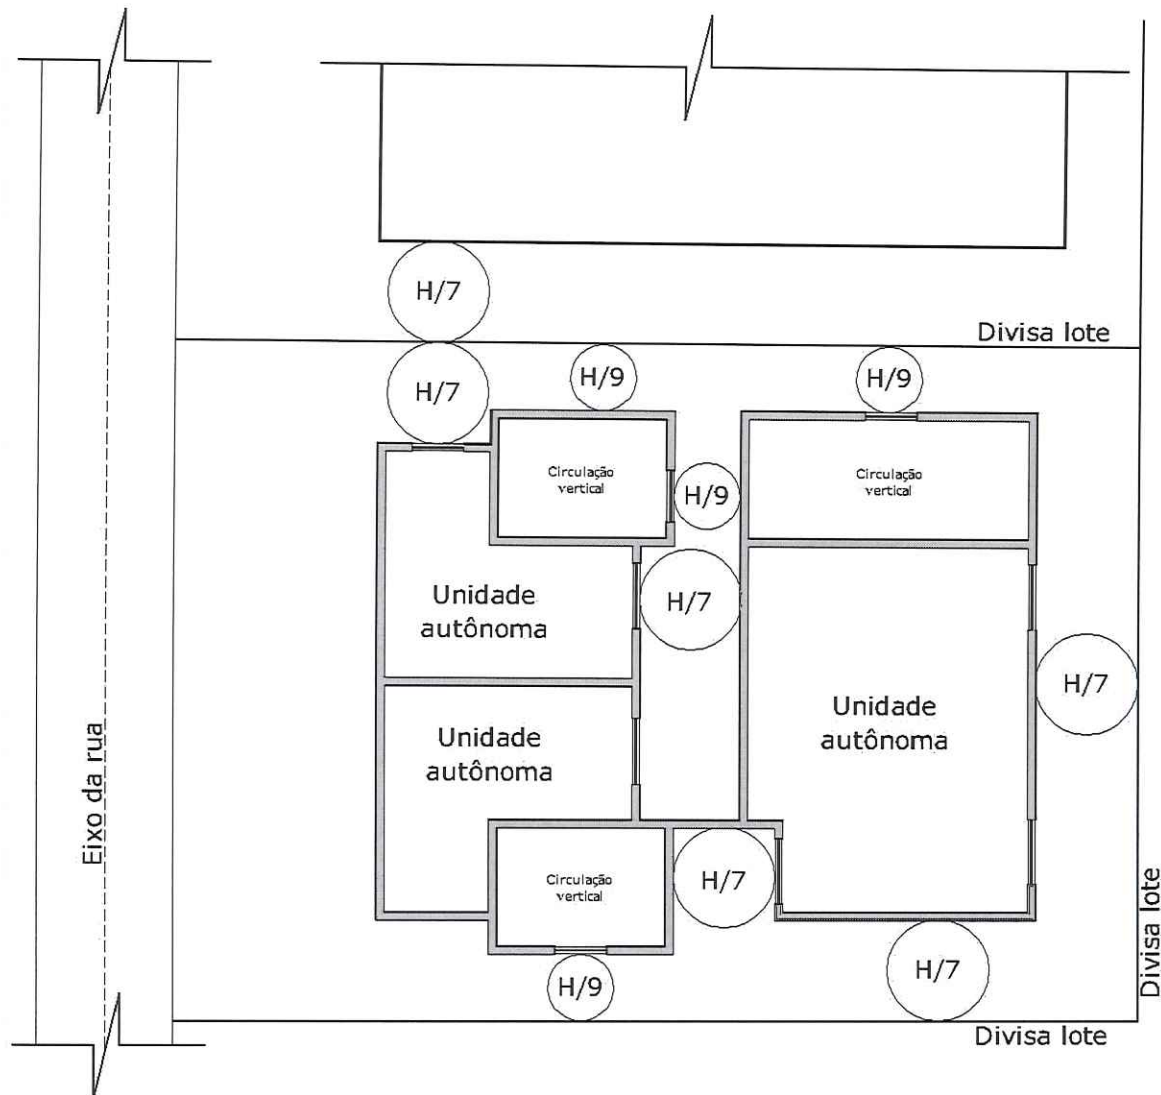 H/7
Divisa lote
H/7
H/9
H/9
Circulação
vertical
H/9
Circulação
vertical
Unidade
autônoma
H/7
H/7
Unidade
autônoma
Unidade
autônoma
Eixo da rua
Circulação
vertical
H/7
H/7
H/9
Divisa lote
Divisa lote